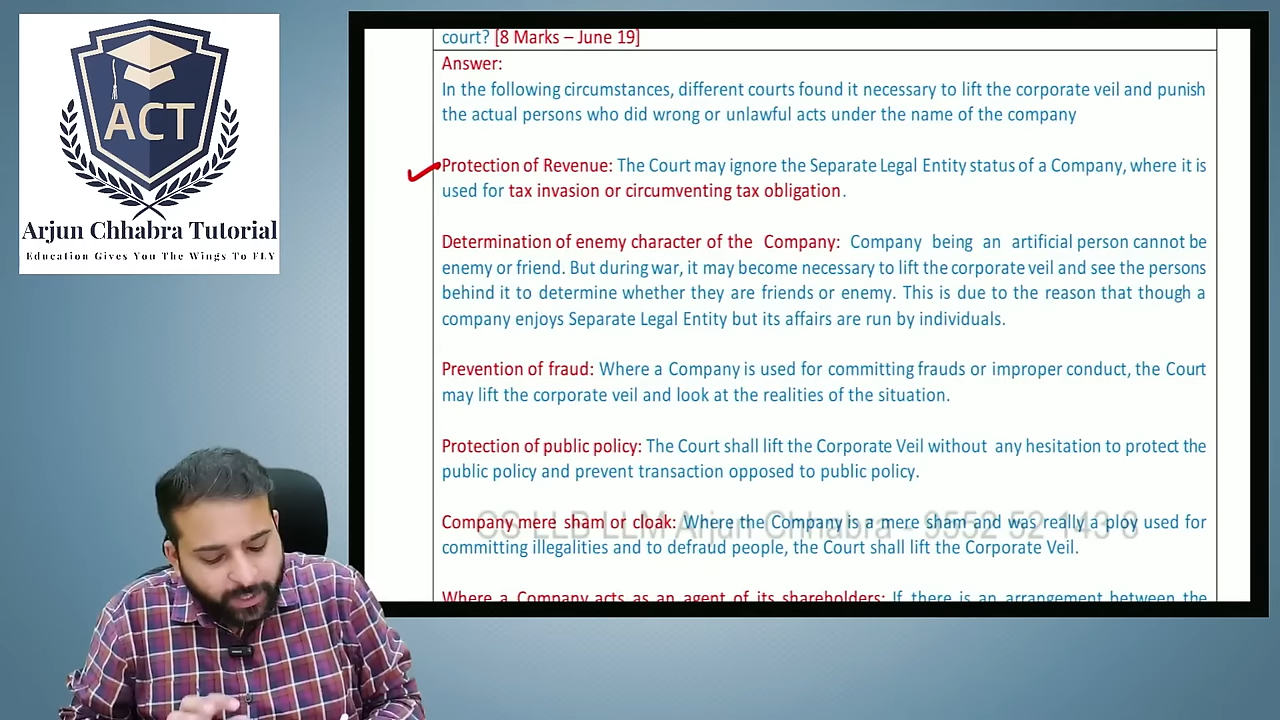 ACT
Arjun Chhabra Tutorial
Education Gives You The Wings To FLY
court? [8 Marks – June 19]
Answer:
In the following circumstances, different courts found it necessary to lift the corporate veil and punish
the actual persons who did wrong or unlawful acts under the name of the company
Protection of Revenue: The Court may ignore the Separate Legal Entity status of a Company, where it is
used for tax invasion or circumventing tax obligation.
Determination of enemy character of the Company: Company being an artificial person cannot be
enemy or friend. But during war, it may become necessary to lift the corporate veil and see the persons
behind it to determine whether they are friends or enemy. This is due to the reason that though a
company enjoys Separate Legal Entity but its affairs are run by individuals.
Prevention of fraud: Where a Company is used for committing frauds or improper conduct, the Court
may lift the corporate veil and look at the realities of the situation.
Protection of public policy: The Court shall lift the Corporate Veil without any hesitation to protect the
public policy and prevent transaction opposed to public policy.
Company mere sham or cloak: Where the Company is a mere sham and was really a ploy used for
CS LLB LLM Arjun Chhabra - 9552 52 143 8
committing illegalities and to defraud people, the Court shall lift the Corporate Veil.
Where a Company acts as an agent of its shareholders: If there is an arrangement between the